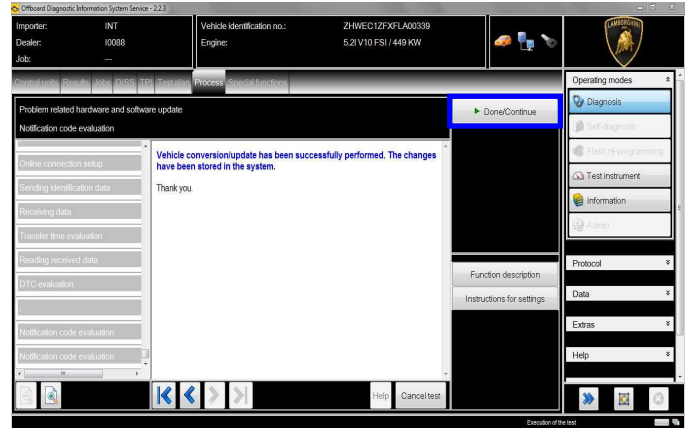 Offboard Diagnostic Information System Service - 2.2.3
Importer: INT
Dealer: I0088
Job: ---
Vehicle identification no.: ZHWEC1ZFXFLA00339
Engine: 5.2l V10 FSI / 449 KW
LAMBORGHINI
Control units Results Jobs DISS TPI Test plan Process Special functions
Problem related hardware and software update
Notification code evaluation
Online connection setup
Sending identification data
Receiving data
Transfer time evaluation
Reading received data
DTC evaluation
.
Notification code evaluation
Notification code evaluation
Vehicle conversion/update has been successfully performed. The changes
have been stored in the system.
Thank you.
Help
Cancel test
Done/Continue
Function description
Instructions for settings
Operating modes
Diagnosis
Self-diagnosis
Flash re-programming
Test instrument
Information
Admin
Protocol
Data
Extras
Help
Execution of the test